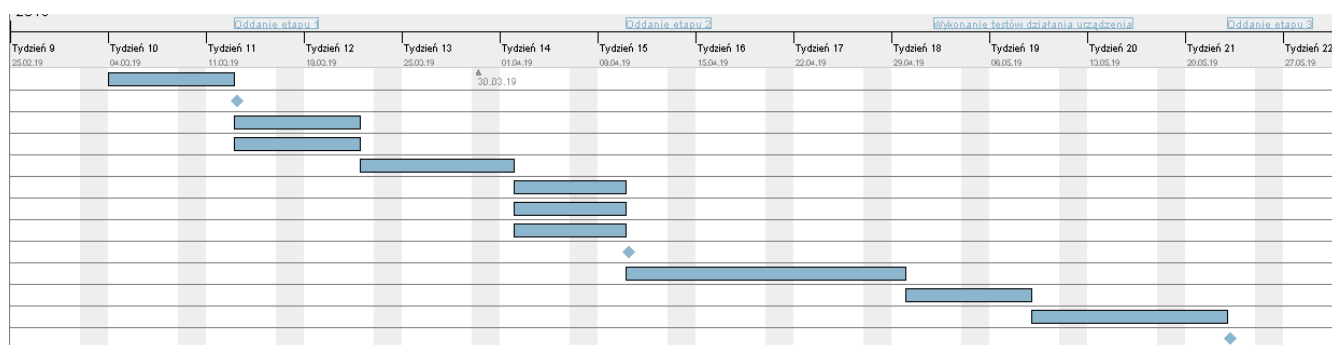 Oddanie etapu 1 Oddanie etapu 2 Wykonanie testów działania urządzenia Oddanie etapu 3
Tydzień 9 Tydzień 10 Tydzień 11 Tydzień 12 Tydzień 13 Tydzień 14 Tydzień 15 Tydzień 16 Tydzień 17 Tydzień 18 Tydzień 19 Tydzień 20 Tydzień 21 Tydzień 22
25.02.19 04.03.19 11.03.19 18.03.19 25.03.19 01.04.19 08.04.19 15.04.19 22.04.19 29.04.19 06.05.19 13.05.19 20.05.19 27.05.19
30.03.19